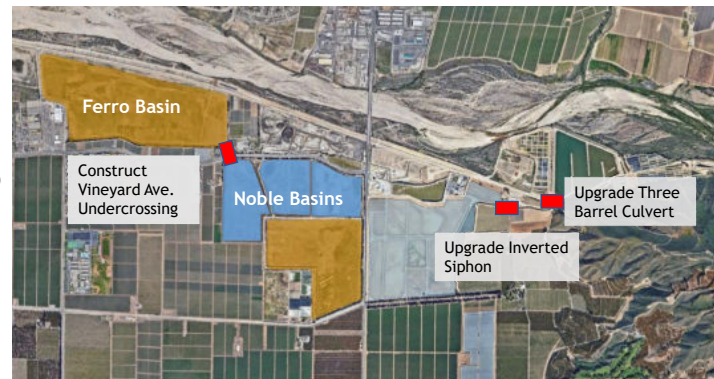 Ferro Basin
Construct
Vineyard Ave.
Undercrossing
Noble Basins
Upgrade Three
Barrel Culvert
Upgrade Inverted
Siphon